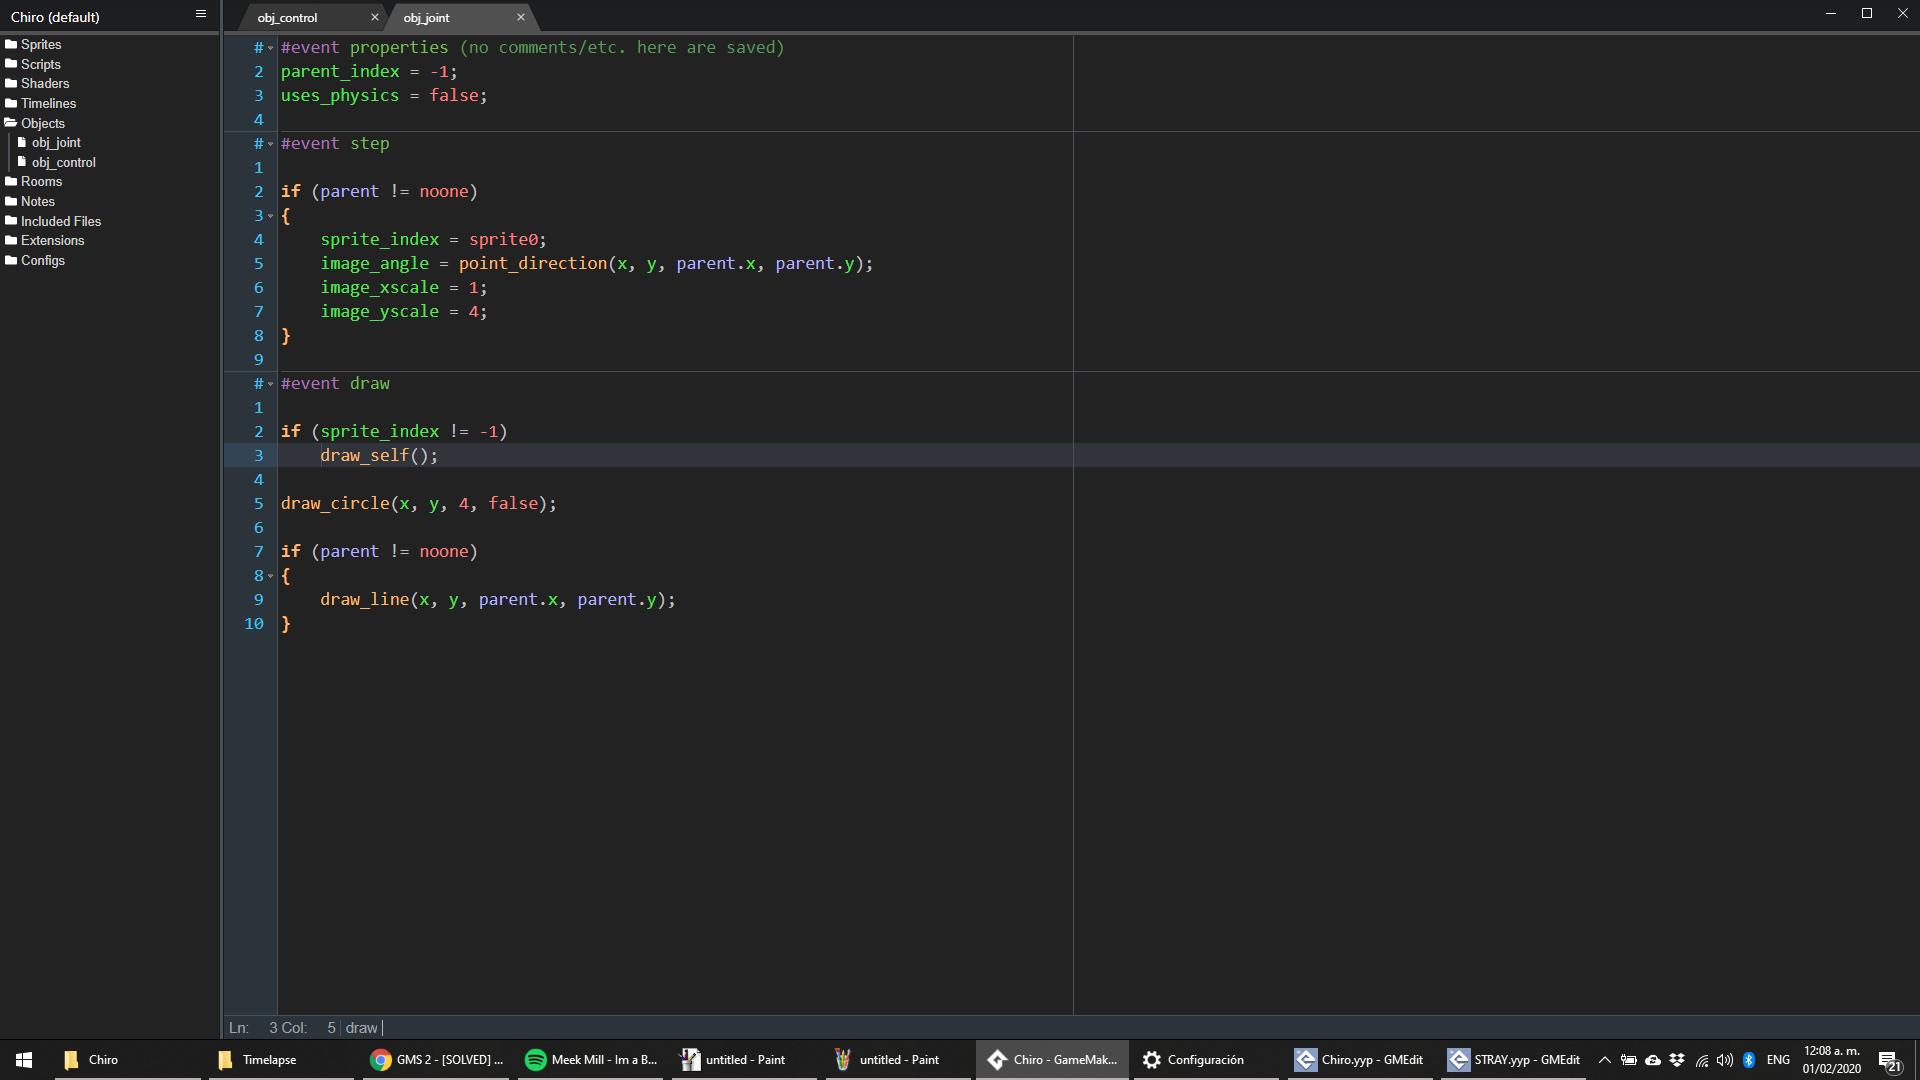 Chiro (default)
obj_control
obj_joint
Sprites
Scripts
Shaders
Timelines
Objects
obj_joint
obj_control
Rooms
Notes
Included Files
Extensions
Configs
# #event properties (no comments/etc. here are saved)
2 parent_index = -1;
3 uses_physics = false;
4
# #event step
1
2 if (parent != noone)
3 {
4     sprite_index = sprite0;
5     image_angle = point_direction(x, y, parent.x, parent.y);
6     image_xscale = 1;
7     image_yscale = 4;
8 }
9
# #event draw
1
2 if (sprite_index != -1)
3     draw_self();
4
5 draw_circle(x, y, 4, false);
6
7 if (parent != noone)
8 {
9     draw_line(x, y, parent.x, parent.y);
10 }
Ln: 3 Col: 5 draw
Chiro
Timelapse
GMS 2 - [SOLVED] ...
Meek Mill - Im a B...
untitled - Paint
untitled - Paint
Chiro - GameMak...
Configuración
Chiro.yyp - GMEdit
STRAY.yyp - GMEdit
ENG
12:08 a. m.
01/02/2020
21